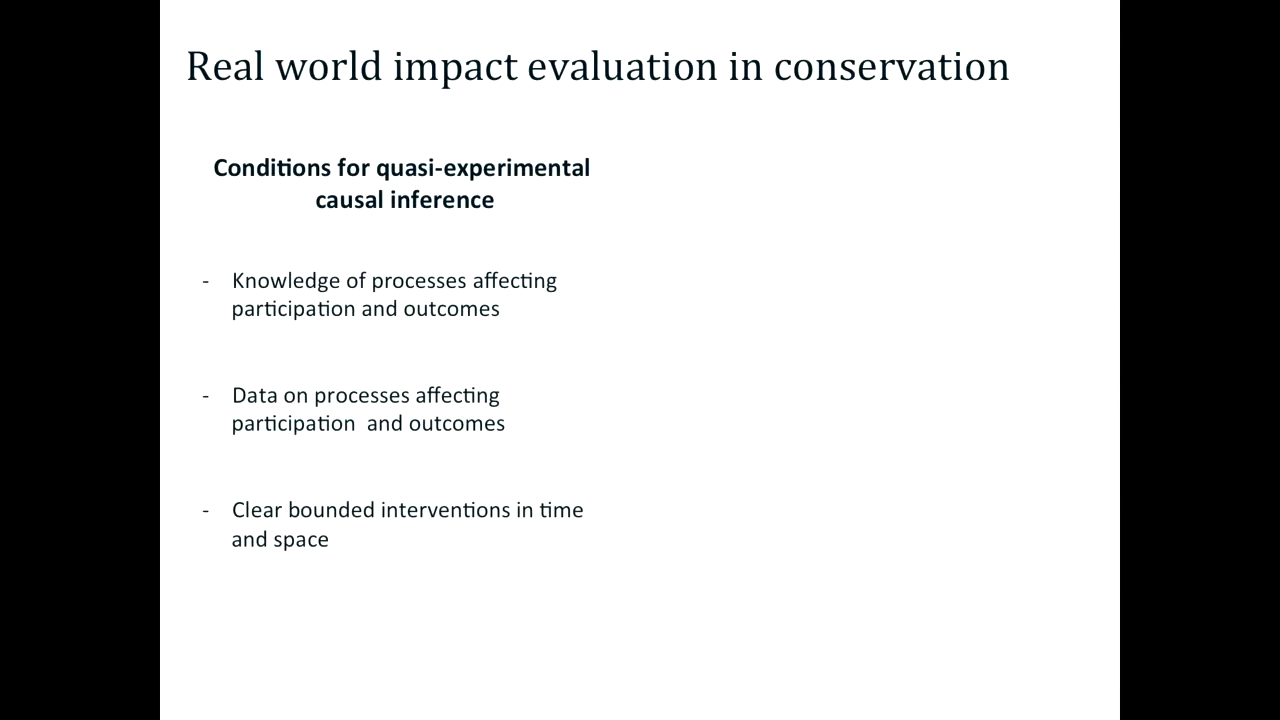 Real world impact evaluation in conservation
Conditions for quasi-experimental
causal inference
- Knowledge of processes affecting
participation and outcomes
- Data on processes affecting
participation  and outcomes
- Clear bounded interventions in time
and space